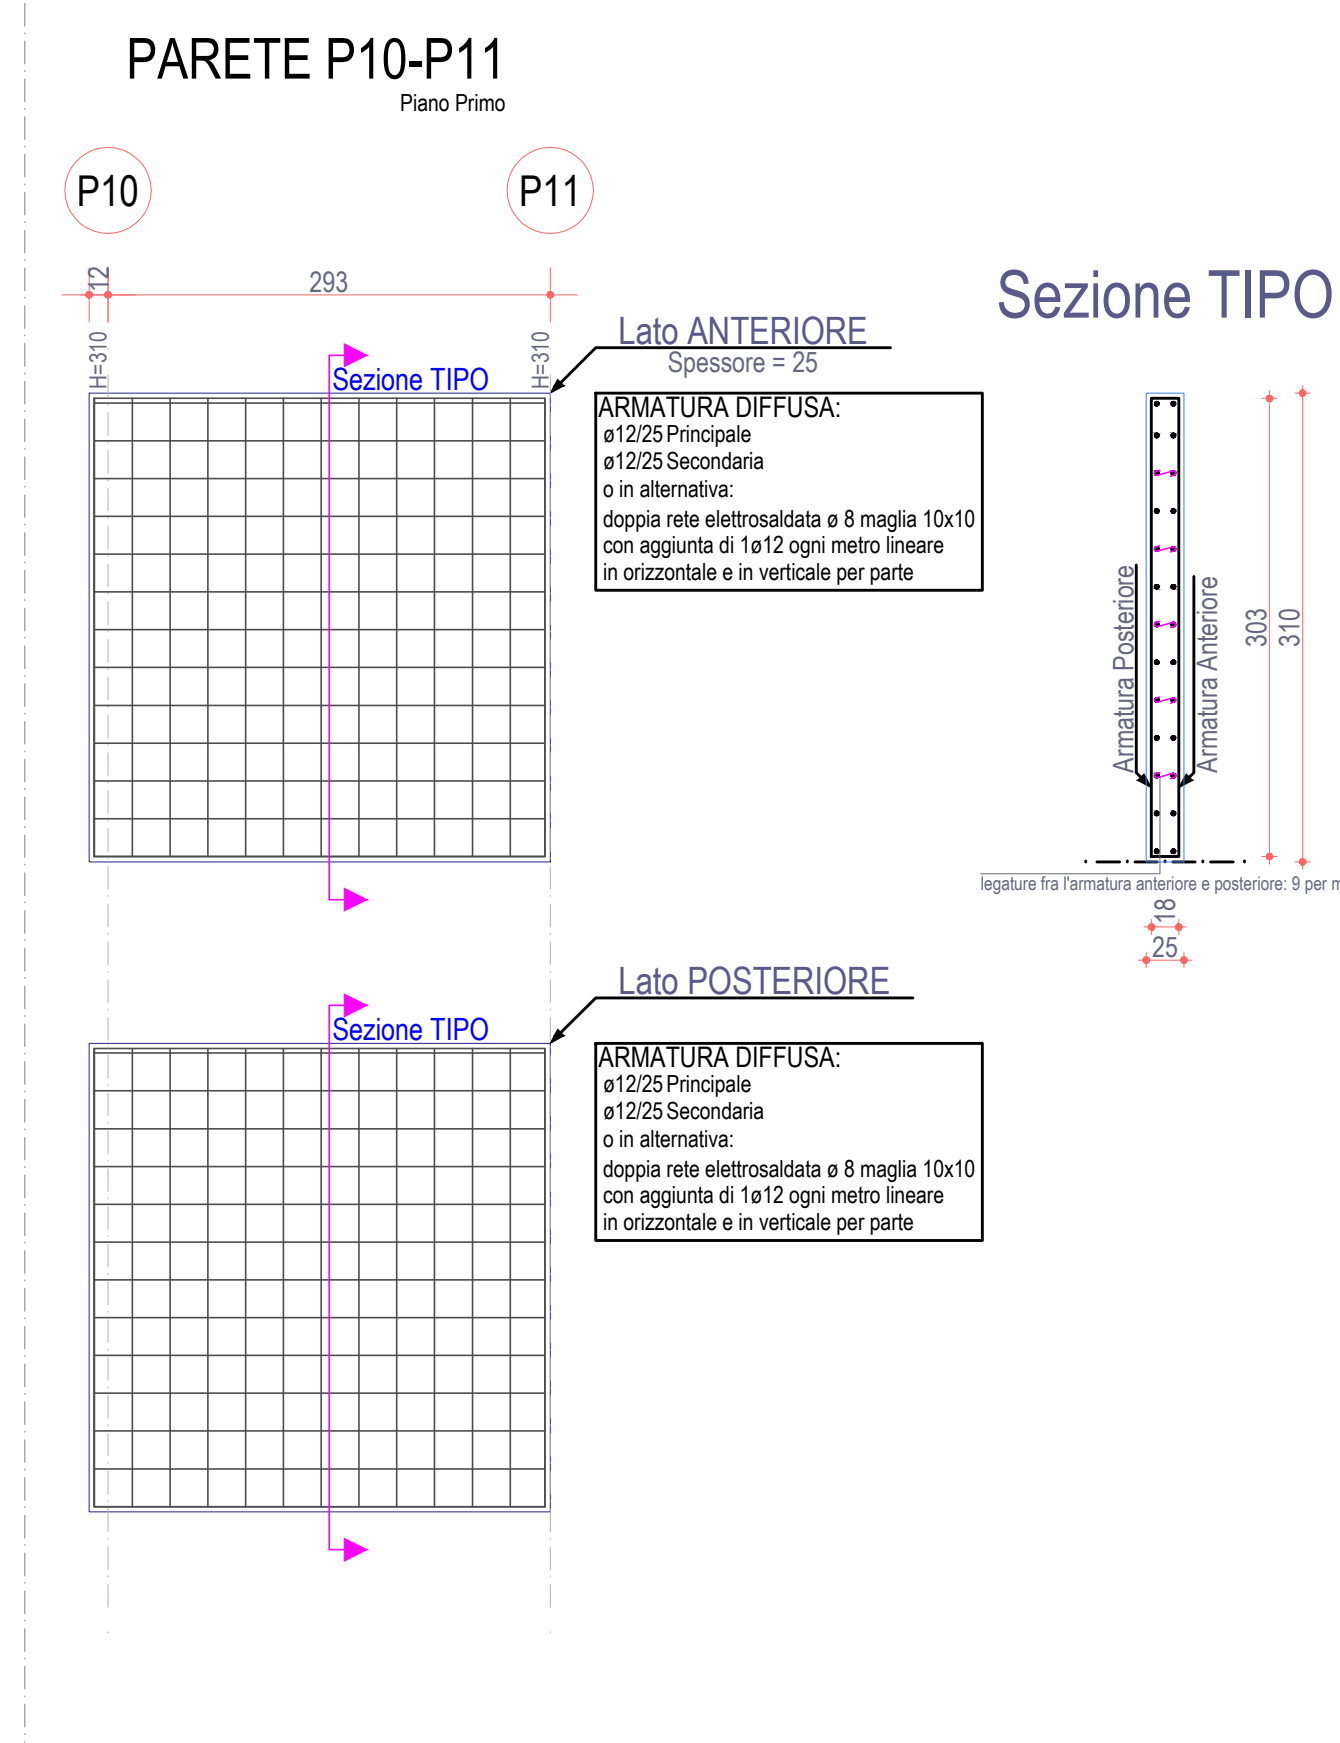 PARETE P10-P11
Piano Primo
P10
P11
12
293
H=310
H=310
Lato ANTERIORE
Spessore = 25
Sezione TIPO
ARMATURA DIFFUSA:
ø12/25 Principale
ø12/25 Secondaria
o in alternativa:
doppia rete elettrosaldata ø 8 maglia 10x10
con aggiunta di 1ø12 ogni metro lineare
in orizzontale e in verticale per parte
Sezione TIPO
Armatura Posteriore
Armatura Anteriore
303
310
legature fra l'armatura anteriore e posteriore: 9 per m
18
25
Lato POSTERIORE
Sezione TIPO
ARMATURA DIFFUSA:
ø12/25 Principale
ø12/25 Secondaria
o in alternativa:
doppia rete elettrosaldata ø 8 maglia 10x10
con aggiunta di 1ø12 ogni metro lineare
in orizzontale e in verticale per parte